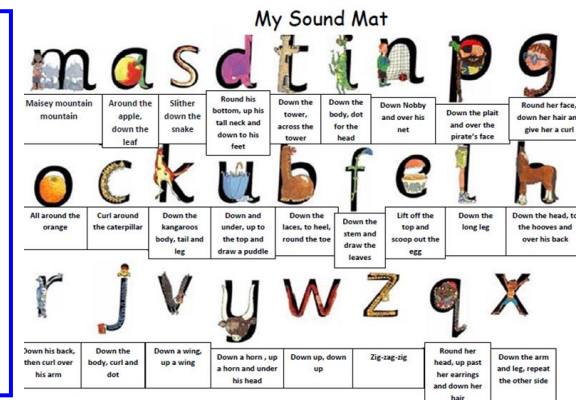 My Sound Mat
m a s d t i n p g
Maisey mountain
mountain
Around the
apple,
down the
leaf
Slither
down the
snake
Round his
bottom, up his
tall neck and
down to his
feet
Down the
tower,
across the
tower
Down the
body, dot
for the
head
Down Nobby
and over his
net
Down the plait
and over the
pirate's face
Round her face,
down her hair an
give her a curl
o c k u b f e l h
All around the
orange
Curl around
the caterpillar
Down the
kangaroos
body, tail and
leg
Down and
under, up to
the top and
draw a puddle
Down the
laces, to heel,
round the toe
Down the
stem and
draw the
leaves
Lift off the
top and
scoop out the
egg
Down the
long leg
Down the head, to
the hooves and
over his back
r j v y w z q x
Down his back,
then curl over
his arm
Down the
body, curl and
dot
Down a wing,
up a wing
Down a horn , up
a horn and under
his head
Down up, down
up
Zig-zag-zig
Round her
head, up past
her earrings
and down her
hair
Down the arm
and leg, repeat
the other side